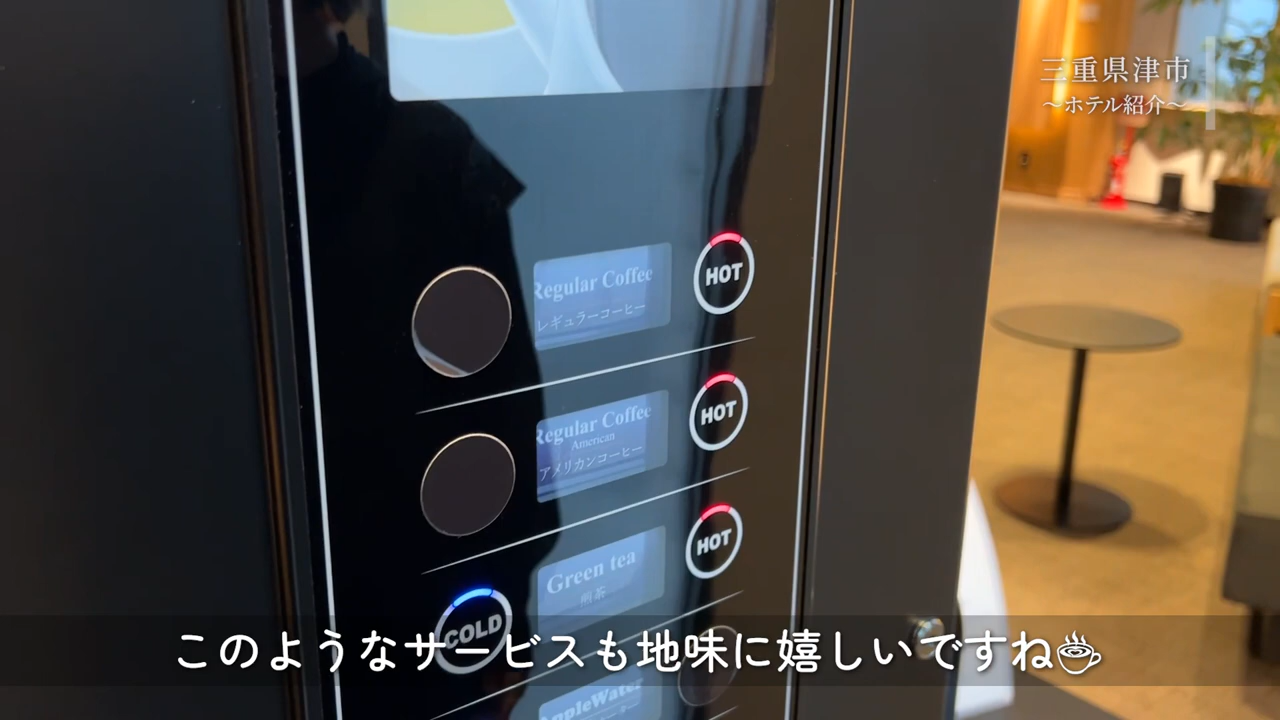 三重県津市
～ホテル紹介～
Regular Coffee
レギュラーコーヒー
HOT
Regular Coffee
American
アメリカンコーヒー
HOT
Green tea
煎茶
HOT
COLD
このようなサービスも地味に嬉しいですね☕
AppleWater